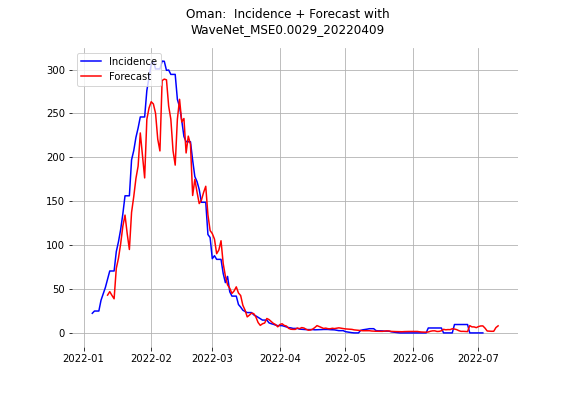 Oman:  Incidence + Forecast with
WaveNet_MSE0.0029_20220409
Incidence
Forecast
300
250
200
150
100
50
0
2022-01 2022-02 2022-03 2022-04 2022-05 2022-06 2022-07